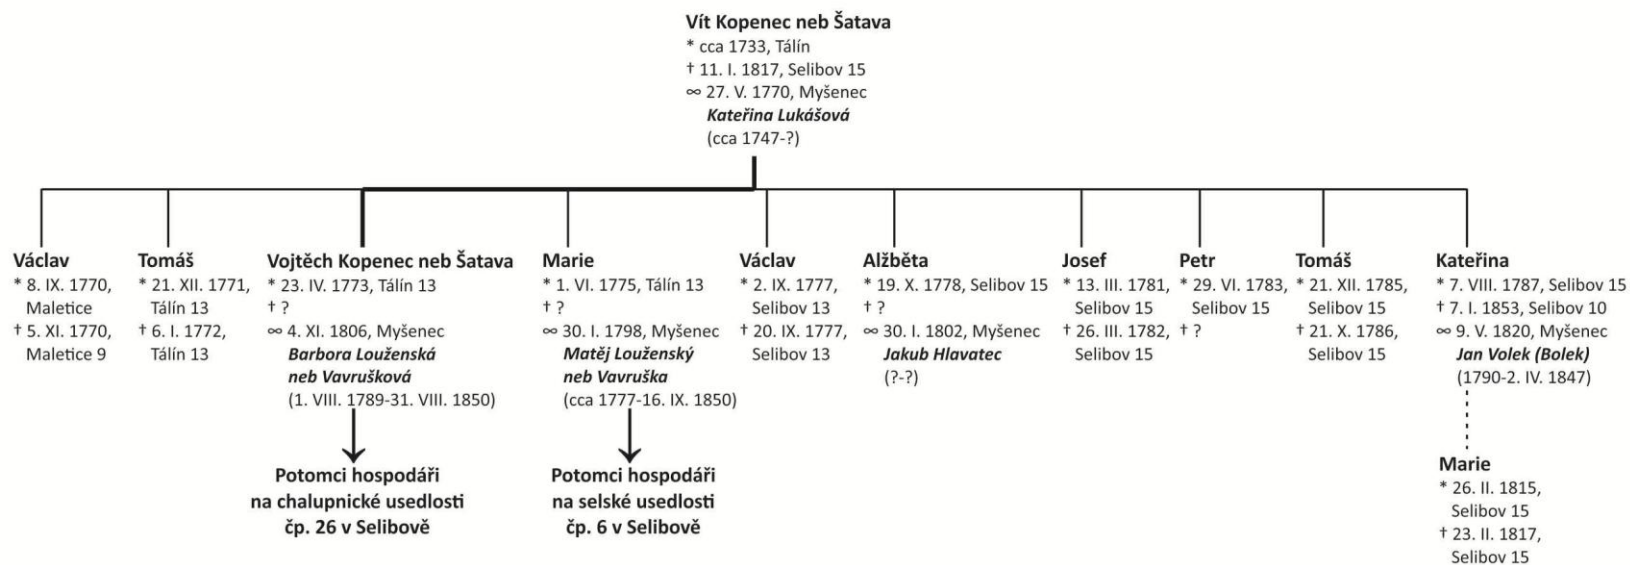 Vít Kopenec neb Šatava
* cca 1733, Tálín
† 11. I. 1817, Selibov 15
∞ 27. V. 1770, Myšenec
Kateřina Lukášová
(cca 1747-?)
Václav
* 8. IX. 1770,
Maletice
† 5. XI. 1770,
Maletice 9
Tomáš
* 21. XII. 1771,
Tálín 13
† 6. I. 1772,
Tálín 13
Vojtěch Kopenec neb Šatava
* 23. IV. 1773, Tálín 13
† ?
∞ 4. XI. 1806, Myšenec
Barbora Louženská
neb Vavrušková
(1. VIII. 1789-31. VIII. 1850)
Potomci hospodáři
na chalupnické usedlosti
čp. 26 v Selibově
Marie
* 1. VI. 1775, Tálín 13
† ?
∞ 30. I. 1798, Myšenec
Matěj Louženský
neb Vavruška
(cca 1777-16. IX. 1850)
Potomci hospodáři
na selské usedlosti
čp. 6 v Selibově
Václav
* 2. IX. 1777,
Selibov 13
† 20. IX. 1777,
Selibov 13
Alžběta
* 19. X. 1778, Selibov 15
† ?
∞ 30. I. 1802, Myšenec
Jakub Hlavatec
(?-?)
Josef
* 13. III. 1781,
Selibov 15
† 26. III. 1782,
Selibov 15
Petr
* 29. VI. 1783,
Selibov 15
† ?
Tomáš
* 21. XII. 1785,
Selibov 15
† 21. X. 1786,
Selibov 15
Kateřina
* 7. VIII. 1787, Selibov 15
† 7. I. 1853, Selibov 10
∞ 9. V. 1820, Myšenec
Jan Volek (Bolek)
(1790-2. IV. 1847)
Marie
* 26. II. 1815,
Selibov 15
† 23. II. 1817,
Selibov 15